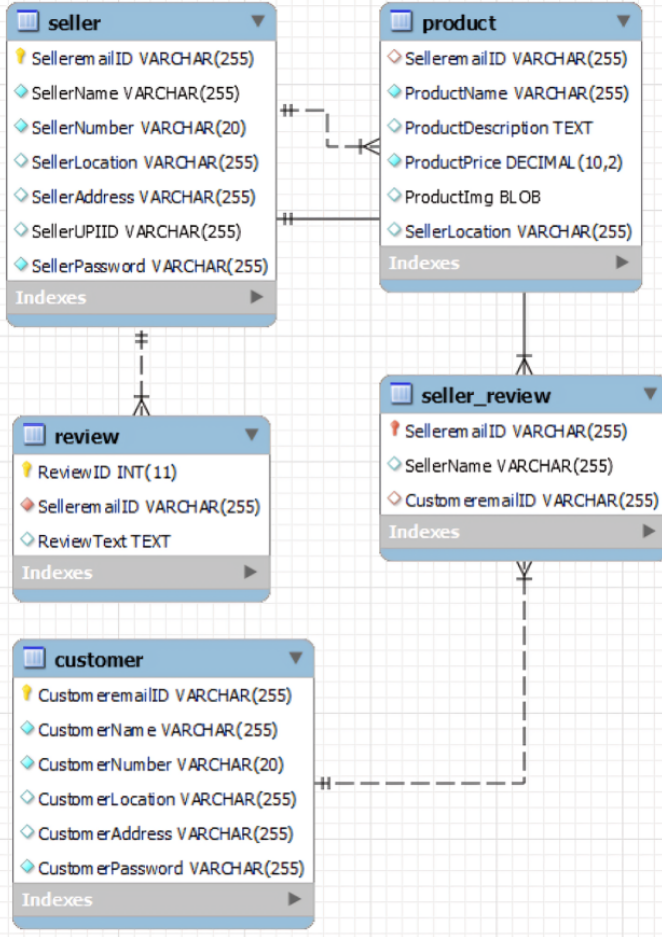 seller
SelleremailID VARCHAR(255)
SellerName VARCHAR(255)
SellerNumber VARCHAR(20)
SellerLocation VARCHAR(255)
SellerAddress VARCHAR(255)
SellerUPIID VARCHAR(255)
SellerPassword VARCHAR(255)
Indexes
product
SelleremailID VARCHAR(255)
ProductName VARCHAR(255)
ProductDescription TEXT
ProductPrice DECIMAL(10,2)
ProductImg BLOB
SellerLocation VARCHAR(255)
Indexes
review
ReviewID INT(11)
SelleremailID VARCHAR(255)
ReviewText TEXT
Indexes
seller_review
SelleremailID VARCHAR(255)
SellerName VARCHAR(255)
CustomeremailID VARCHAR(255)
Indexes
customer
CustomeremailID VARCHAR(255)
CustomerName VARCHAR(255)
CustomerNumber VARCHAR(20)
CustomerLocation VARCHAR(255)
CustomerAddress VARCHAR(255)
CustomerPassword VARCHAR(255)
Indexes